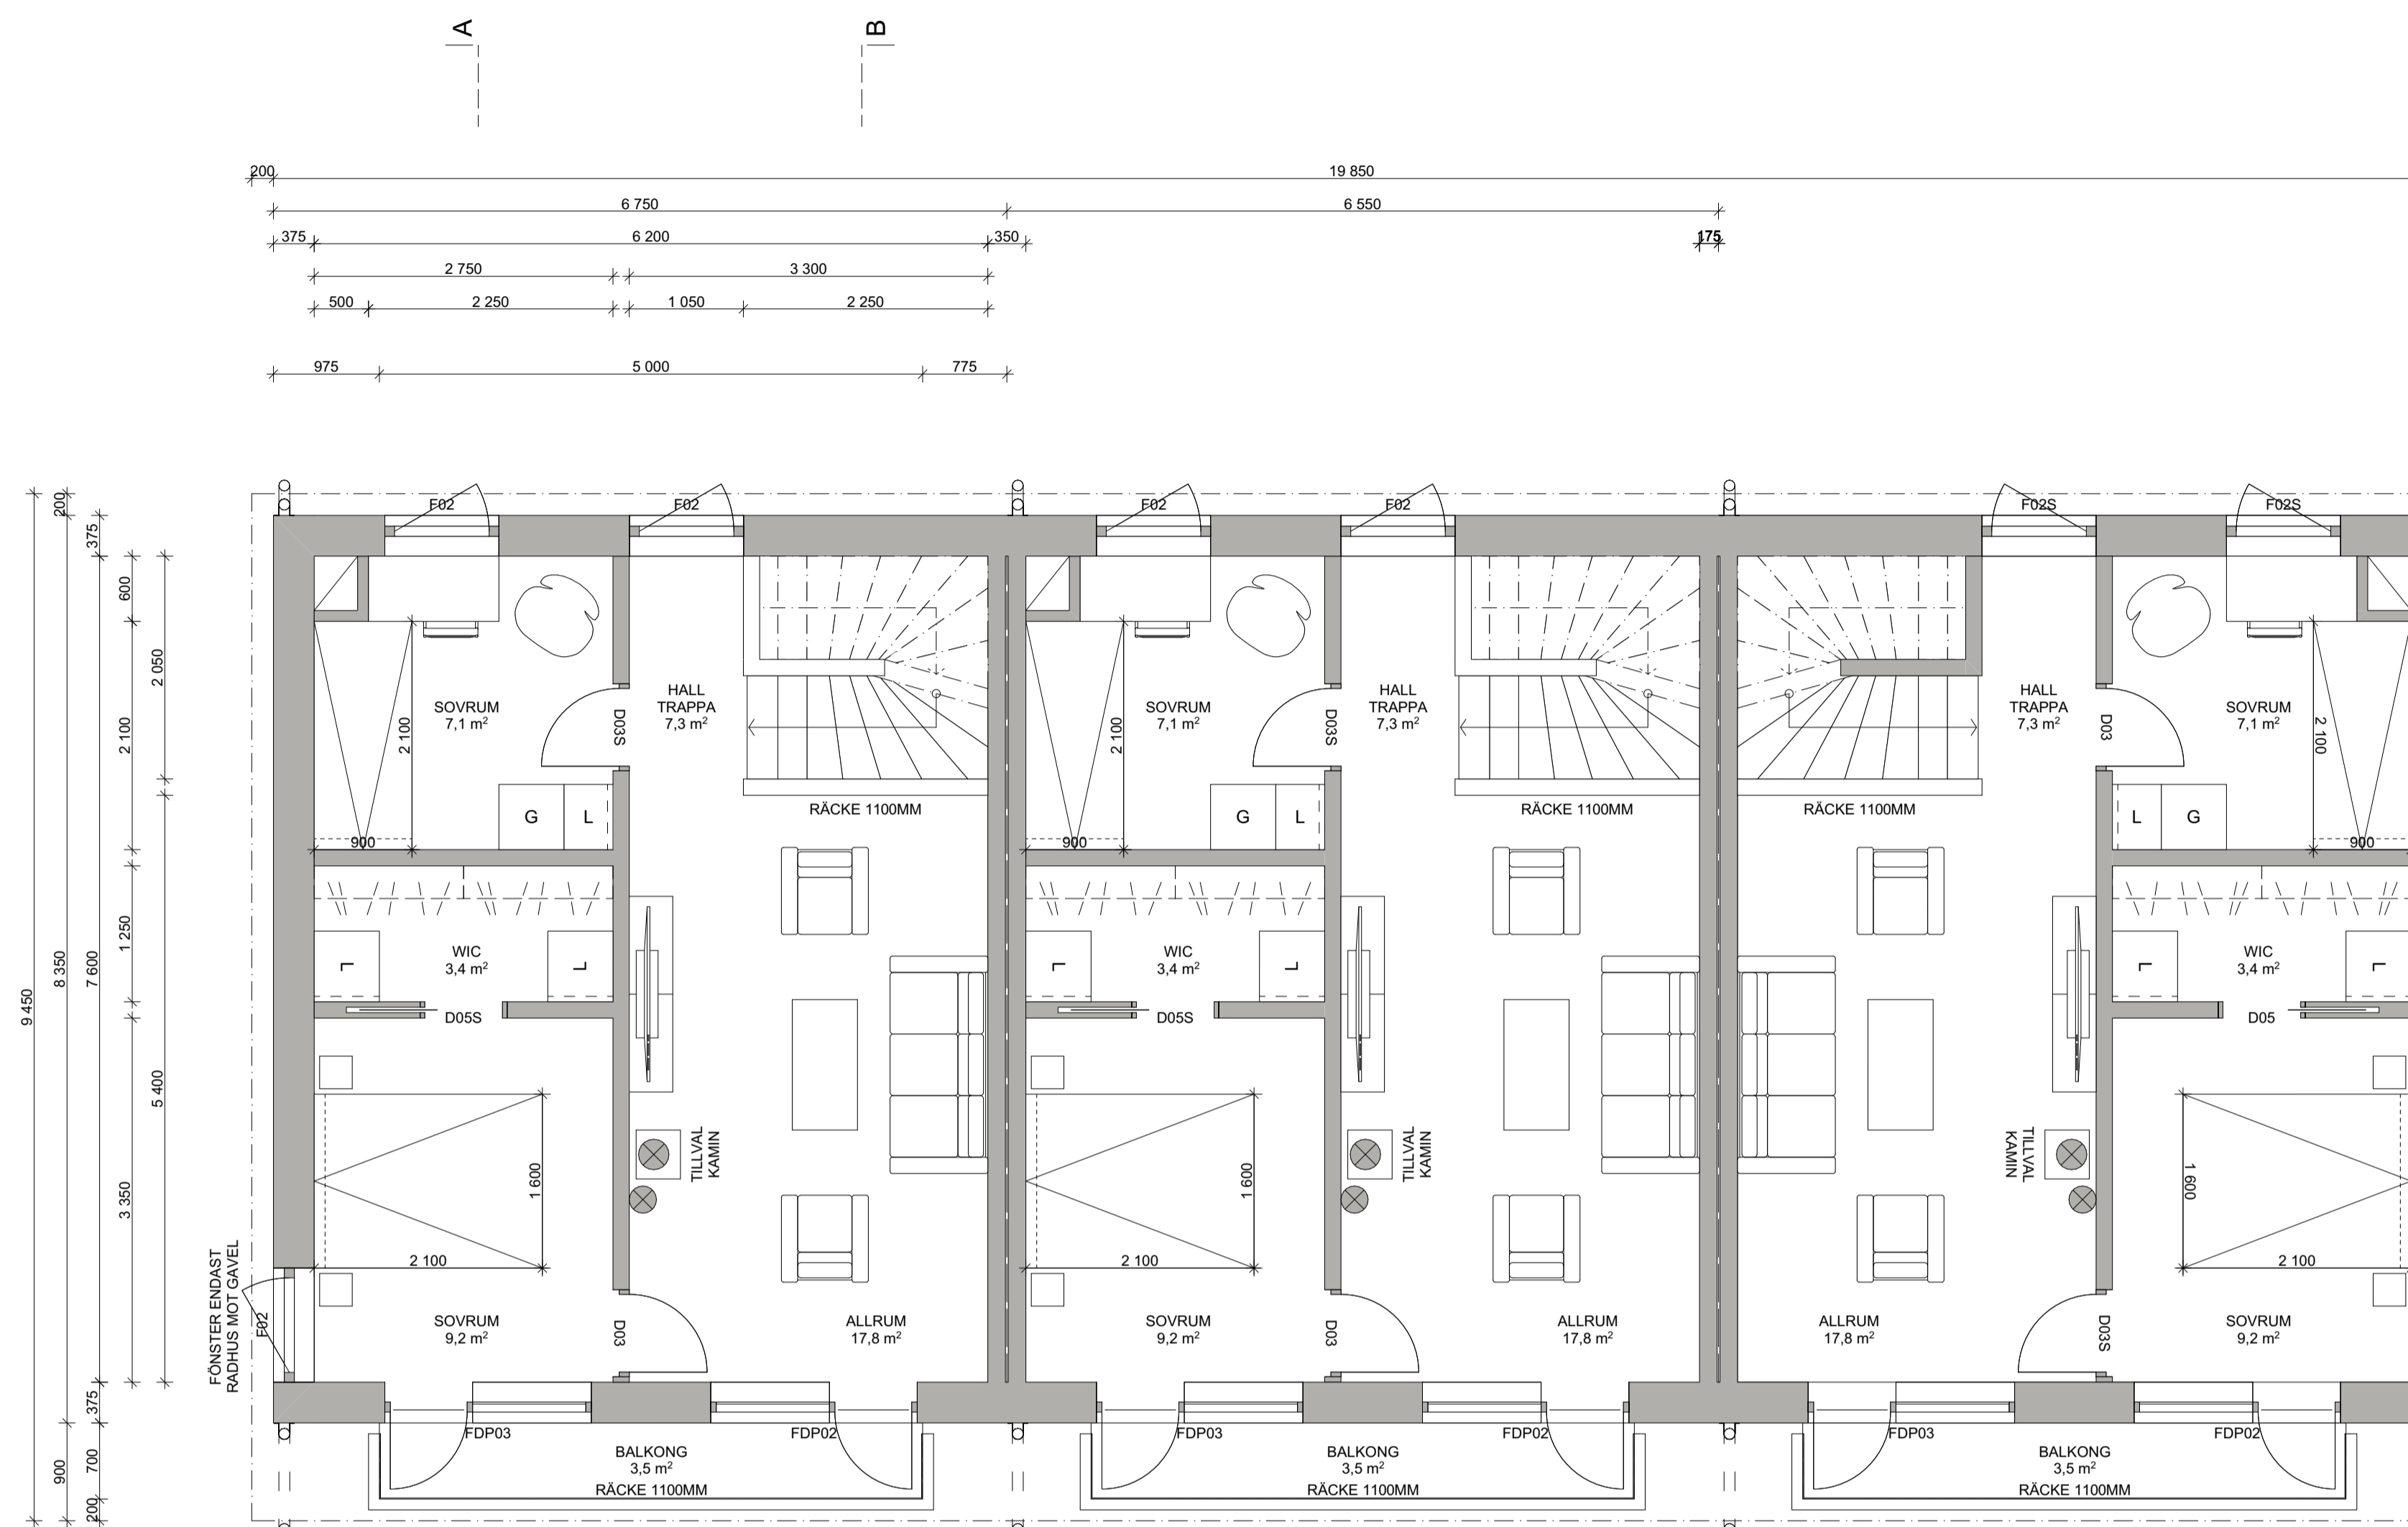 A
B
200
19 850
6 750
6 550
375
6 200
350
175
2 750
3 300
500
2 250
1 050
2 250
975
5 000
775
9 450
200
8 350
900
375
7 600
375
700
200
600
2 100
1 250
3 350
2 050
5 400
F02
F02
F02
F02
F02S
F02S
SOVRUM
7,1 m²
2 100
900
D03S
HALL
TRAPPA
7,3 m²
G
L
RÄCKE 1100MM
SOVRUM
7,1 m²
2 100
900
D03S
HALL
TRAPPA
7,3 m²
G
L
RÄCKE 1100MM
RÄCKE 1100MM
HALL
TRAPPA
7,3 m²
D03
SOVRUM
7,1 m²
2 100
900
L
G
WIC
3,4 m²
L
L
D05S
WIC
3,4 m²
L
L
D05S
WIC
3,4 m²
L
L
D05
1 600
2 100
TILLVAL
KAMIN
1 600
2 100
TILLVAL
KAMIN
TILLVAL
KAMIN
1 600
2 100
FÖNSTER ENDAST
RADHUS MOT GAVEL
F02
SOVRUM
9,2 m²
D03
ALLRUM
17,8 m²
SOVRUM
9,2 m²
D03
ALLRUM
17,8 m²
ALLRUM
17,8 m²
D03S
SOVRUM
9,2 m²
FDP03
FDP02
BALKONG
3,5 m²
RÄCKE 1100MM
FDP03
FDP02
BALKONG
3,5 m²
RÄCKE 1100MM
FDP03
FDP02
BALKONG
3,5 m²
RÄCKE 1100MM